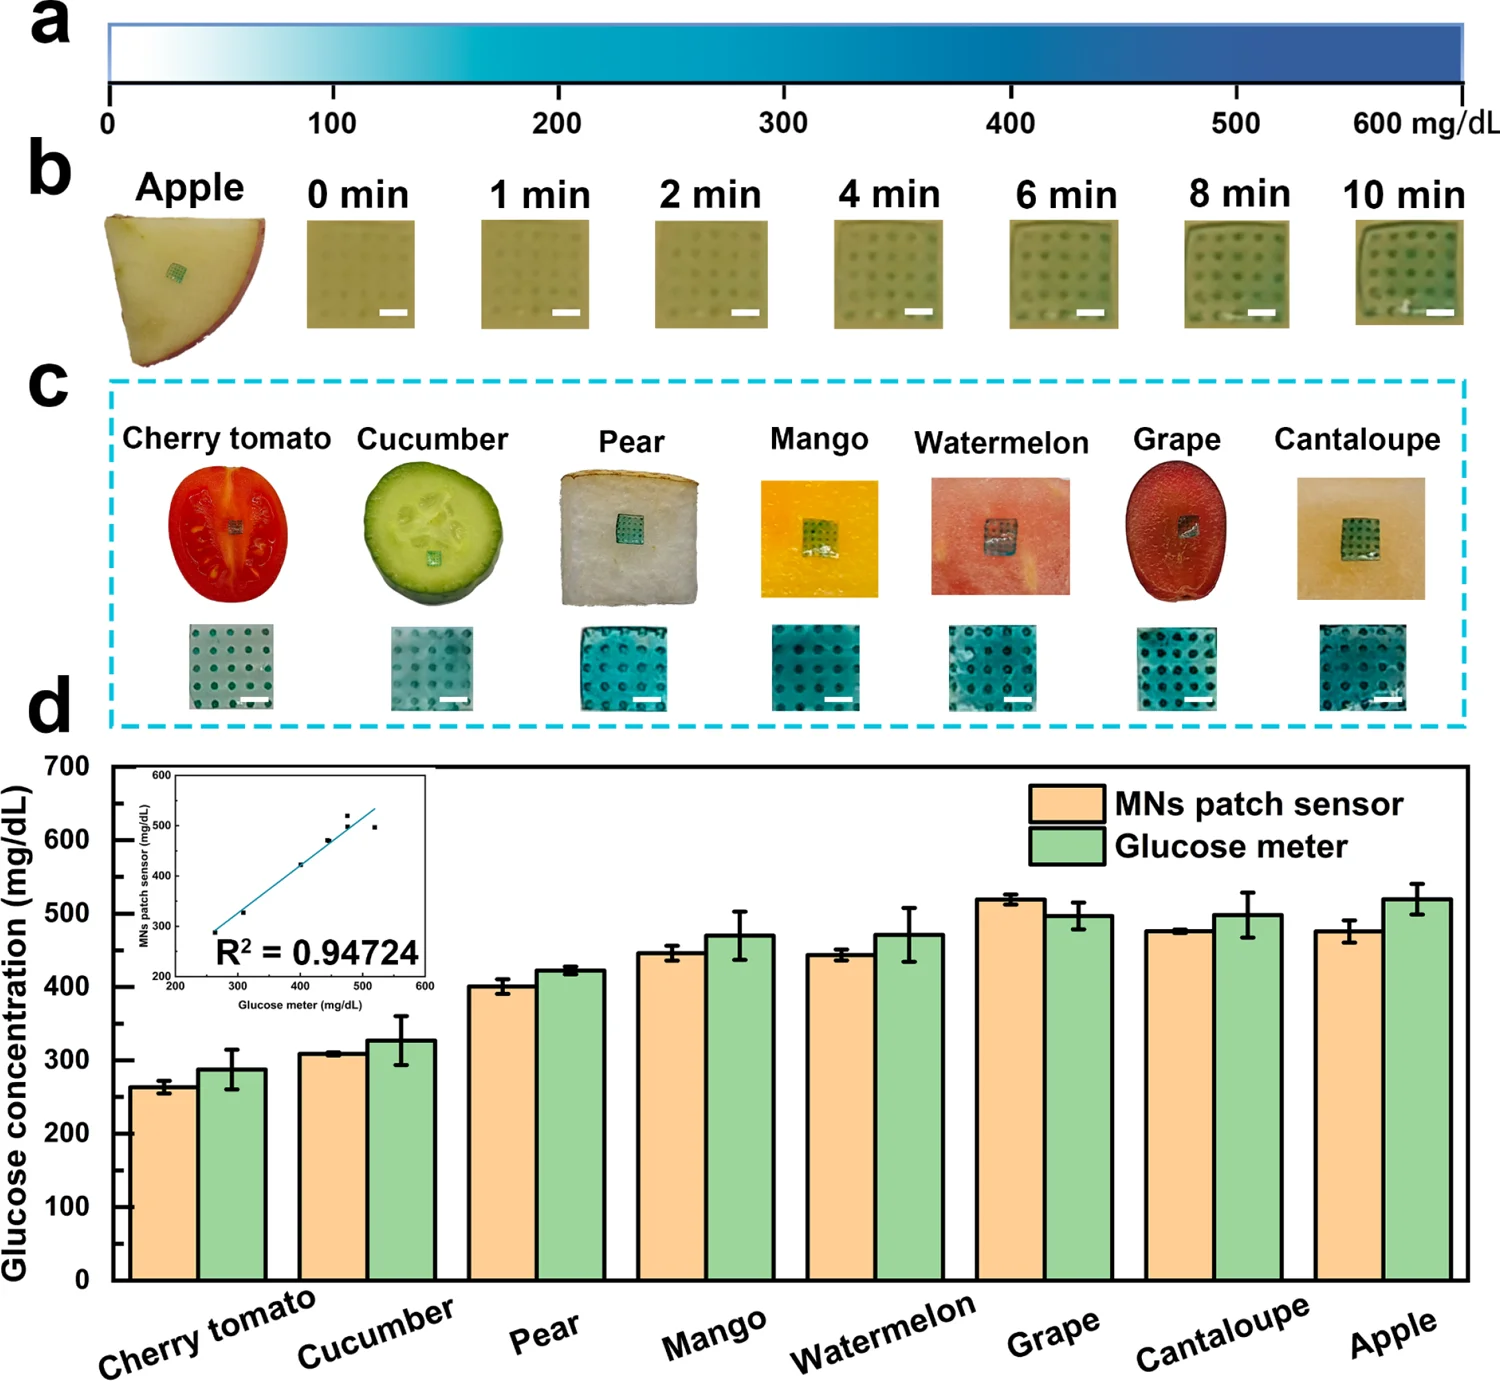 a
0 100 200 300 400 500 600 mg/dL
b
Apple 0 min 1 min 2 min 4 min 6 min 8 min 10 min
c
Cherry tomato Cucumber Pear Mango Watermelon Grape Cantaloupe
d
Glucose concentration (mg/dL)
700
600
500
400
300
200
100
0
MNs patch sensor
Glucose meter
MNs patch sensor (mg/dL)
600
500
400
300
200
R² = 0.94724
200 300 400 500 600
Glucose meter (mg/dL)
Cherry tomato Cucumber Pear Mango Watermelon Grape Cantaloupe Apple